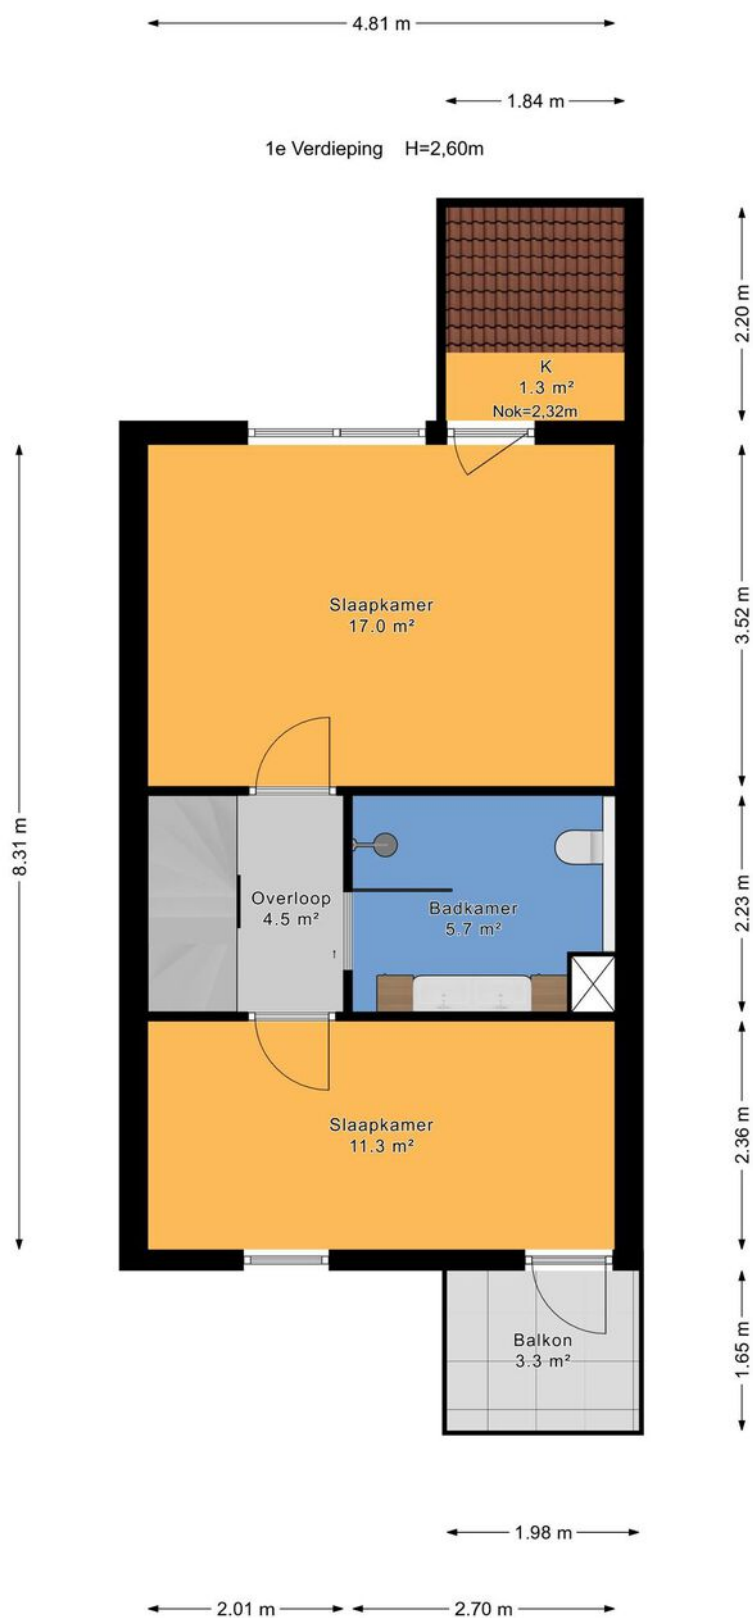 4.81 m
1.84 m
1e Verdieping H=2,60m
2.20 m
K
1.3 m²
Nok=2,32m
3.52 m
Slaapkamer
17.0 m²
8.31 m
2.23 m
Overloop
4.5 m²
Badkamer
5.7 m²
2.36 m
Slaapkamer
11.3 m²
1.65 m
Balkon
3.3 m²
1.98 m
2.01 m
2.70 m